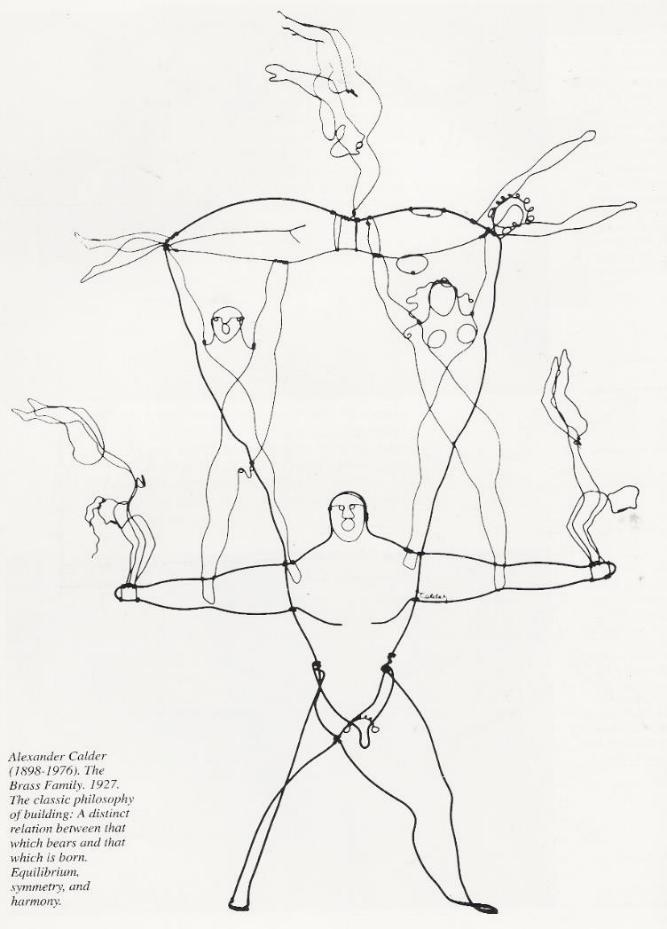 Calder
Alexander Calder
(1898-1976). The
Brass Family. 1927.
The classic philosophy
of building: A distinct
relation between that
which bears and that
which is born.
Equilibrium,
symmetry, and
harmony.